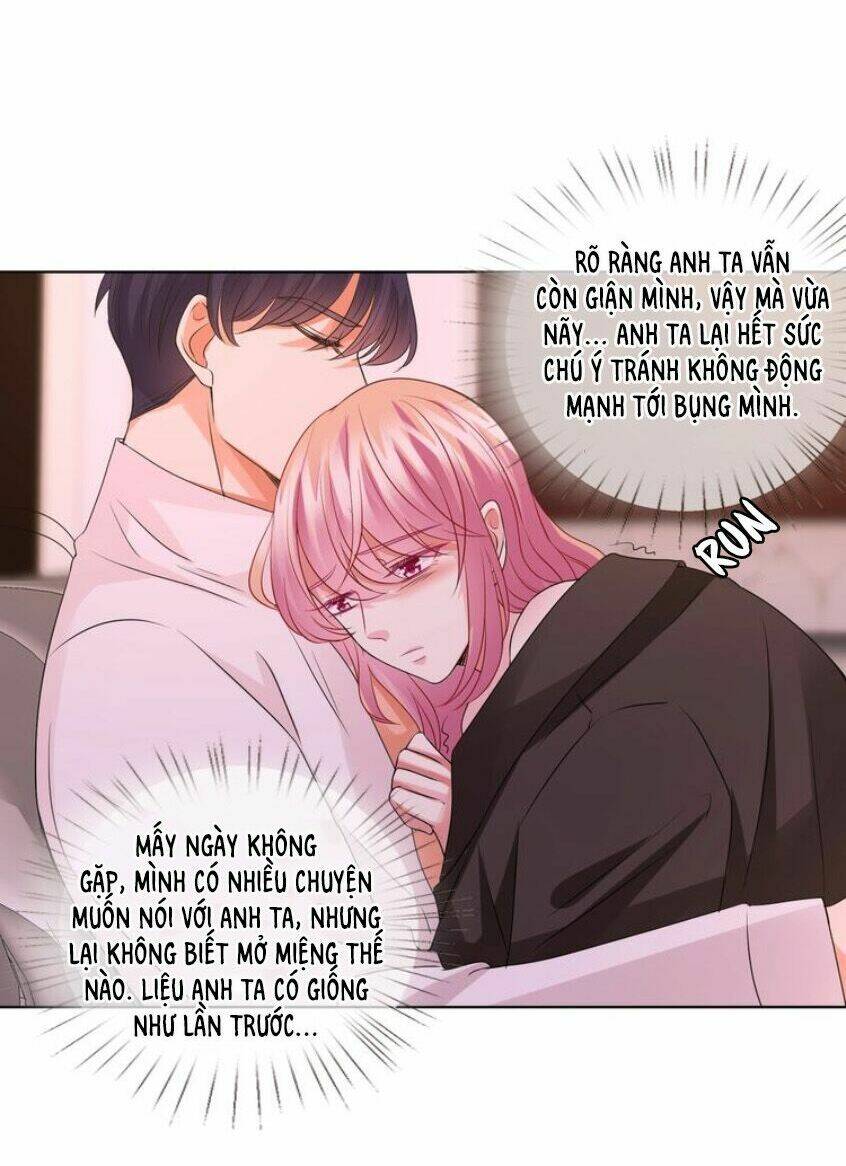 RÕ RÀNG ANH TA VẪN
CÒN GIẬN MÌNH, VẬY MÀ VỪA
NÃY... ANH TA LẠI HẾT SỨC
CHÚ Ý TRÁNH KHÔNG ĐỘNG
MẠNH TỚI BỤNG MÌNH.
RUN
MẤY NGÀY KHÔNG
GẶP, MÌNH CÓ NHIỀU CHUYỆN
MUỐN NÓI VỚI ANH TA, NHƯNG
LẠI KHÔNG BIẾT MỞ MIỆNG THẾ
NÀO. LIỆU ANH TA CÓ GIỐNG
NHƯ LẦN TRƯỚC...